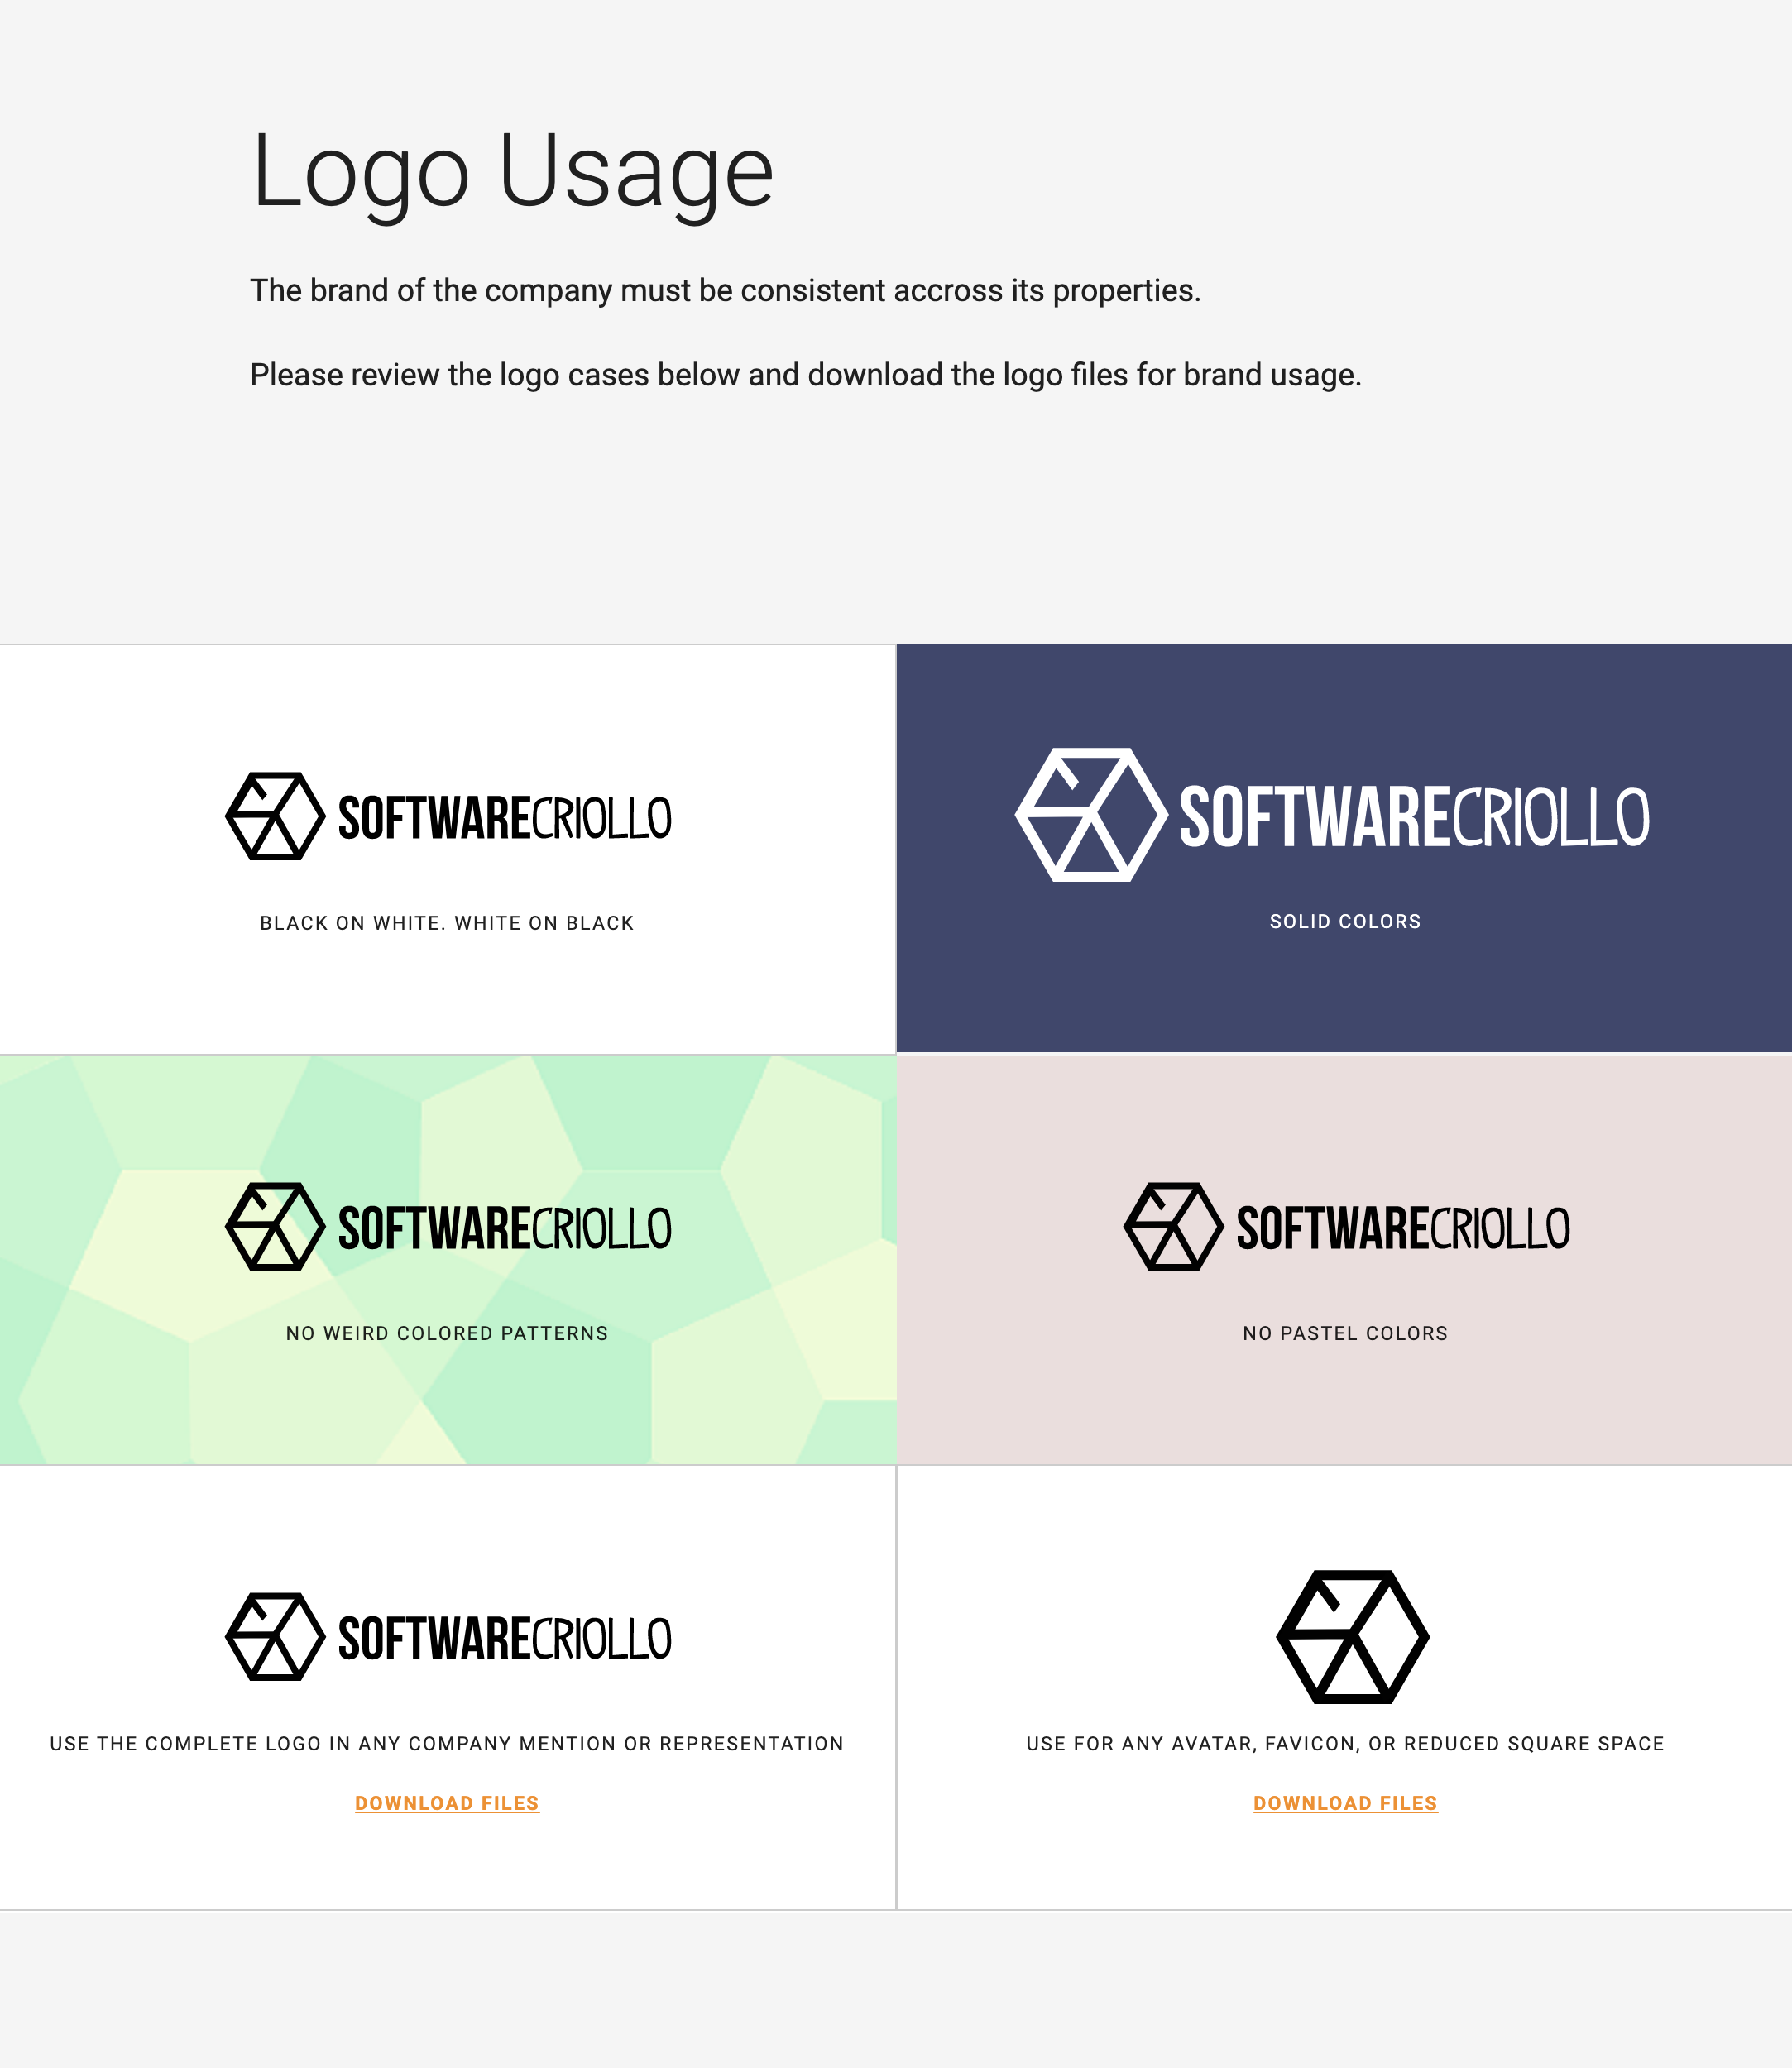 Logo Usage
The brand of the company must be consistent accross its properties.
Please review the logo cases below and download the logo files for brand usage.
SOFTWARECRIOLLO
BLACK ON WHITE. WHITE ON BLACK
SOFTWARECRIOLLO
SOLID COLORS
SOFTWARECRIOLLO
NO WEIRD COLORED PATTERNS
SOFTWARECRIOLLO
NO PASTEL COLORS
SOFTWARECRIOLLO
USE THE COMPLETE LOGO IN ANY COMPANY MENTION OR REPRESENTATION
DOWNLOAD FILES
USE FOR ANY AVATAR, FAVICON, OR REDUCED SQUARE SPACE
DOWNLOAD FILES